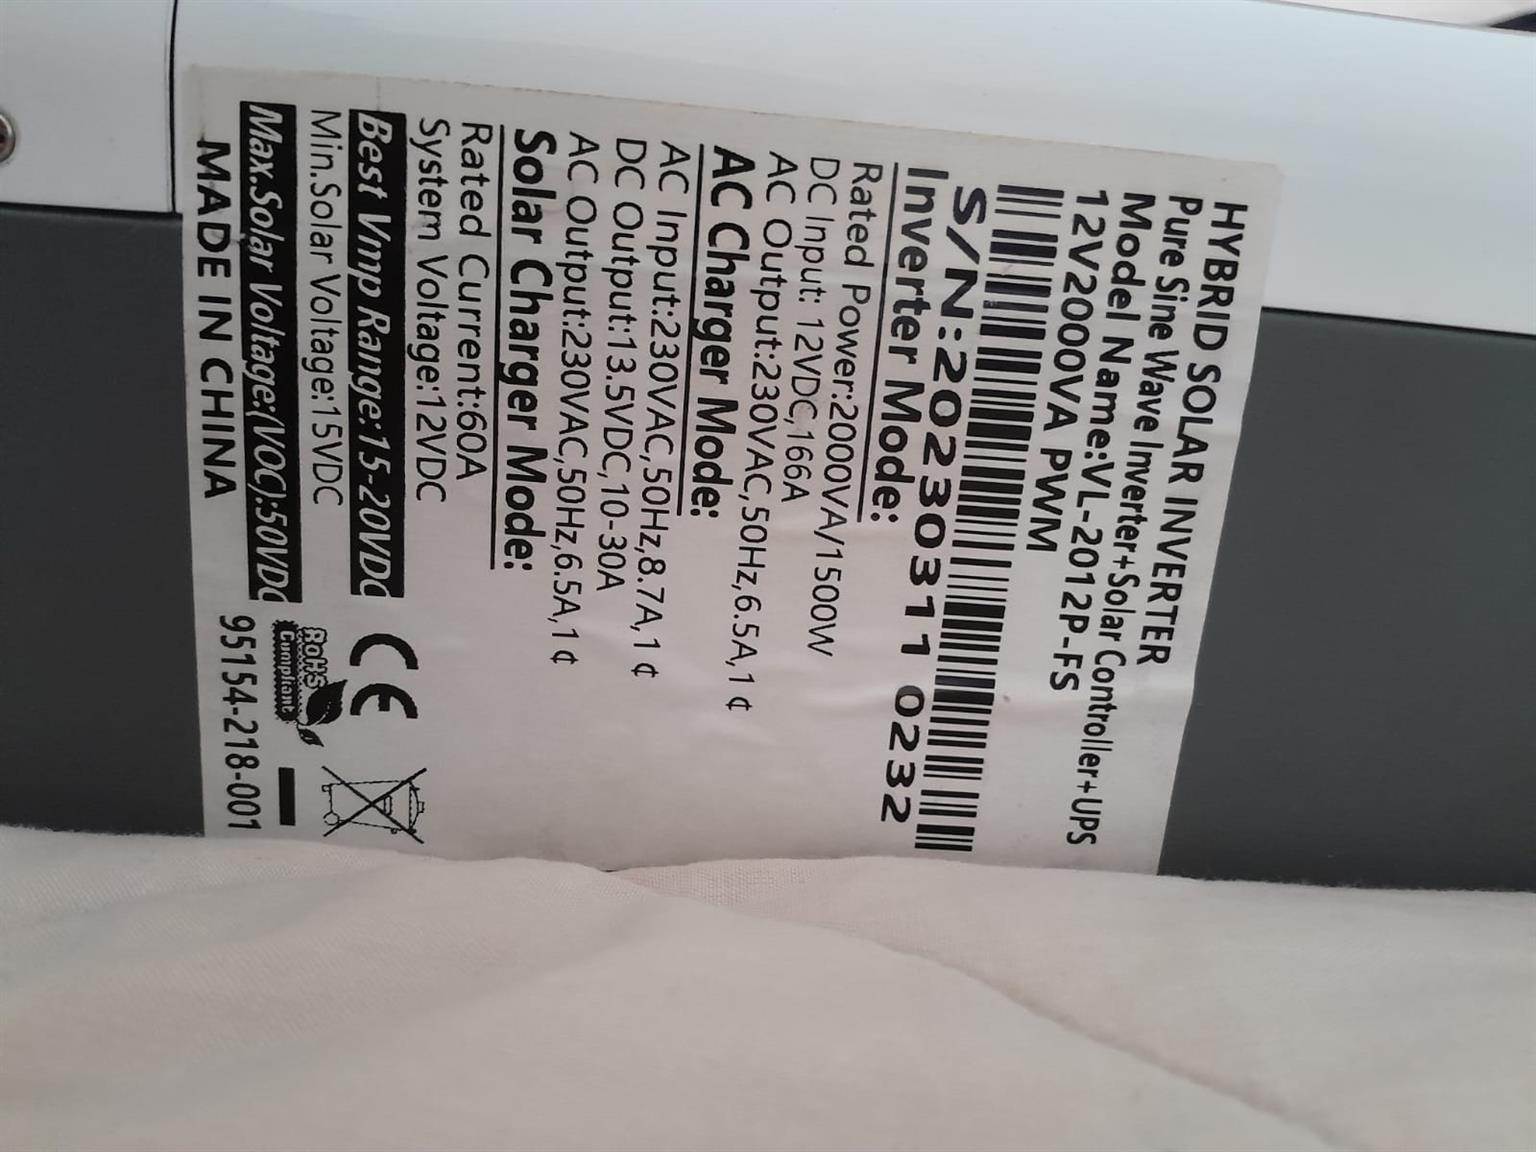 HYBRID SOLAR INVERTER
Pure Sine Wave Inverter+Solar Controller+UPS
Model Name:VL-2012P-FS
12V2000VA PWM
S/N:20230311 0232
Inverter Mode:
Rated Power:2000VA/1500W
DC Input: 12VDC,166A
AC Output:230VAC,50Hz,6.5A,1¢
AC Charger Mode:
AC Input:230VAC,50Hz,8.7A,1¢
DC Output:13.5VDC,10-30A
AC Output:230VAC,50Hz,6.5A,1¢
Solar Charger Mode:
Rated Current:60A
System Voltage:12VDC
Best Vmp Range:15-20VDC
Min.Solar Voltage:15VDC
Max.Solar Voltage:(VOC):50VDC
CE
RoHS
Compliant
MADE IN CHINA
95154-218-001